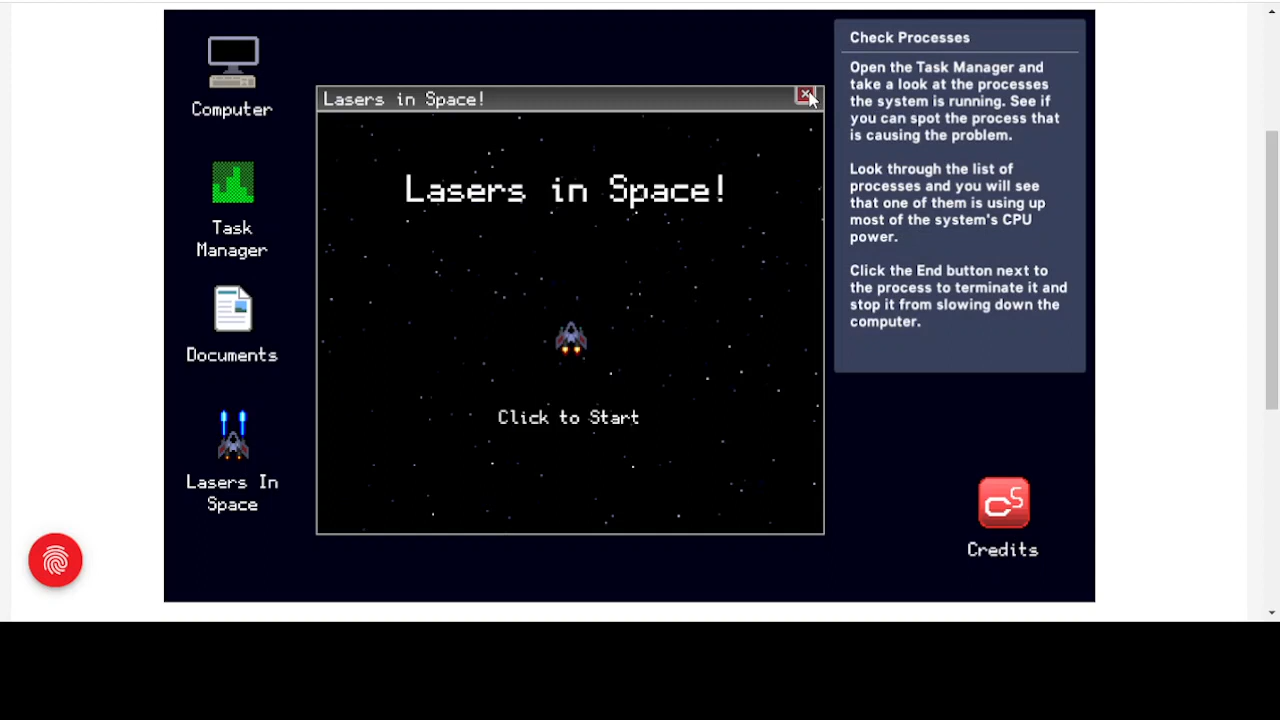 Computer
Task
Manager
Documents
Lasers In
Space
Lasers in Space!
Lasers in Space!
Click to Start
Check Processes
Open the Task Manager and
take a look at the processes
the system is running. See if
you can spot the process that
is causing the problem.
Look through the list of
processes and you will see
that one of them is using up
most of the system's CPU
power.
Click the End button next to
the process to terminate it and
stop it from slowing down the
computer.
CS
Credits